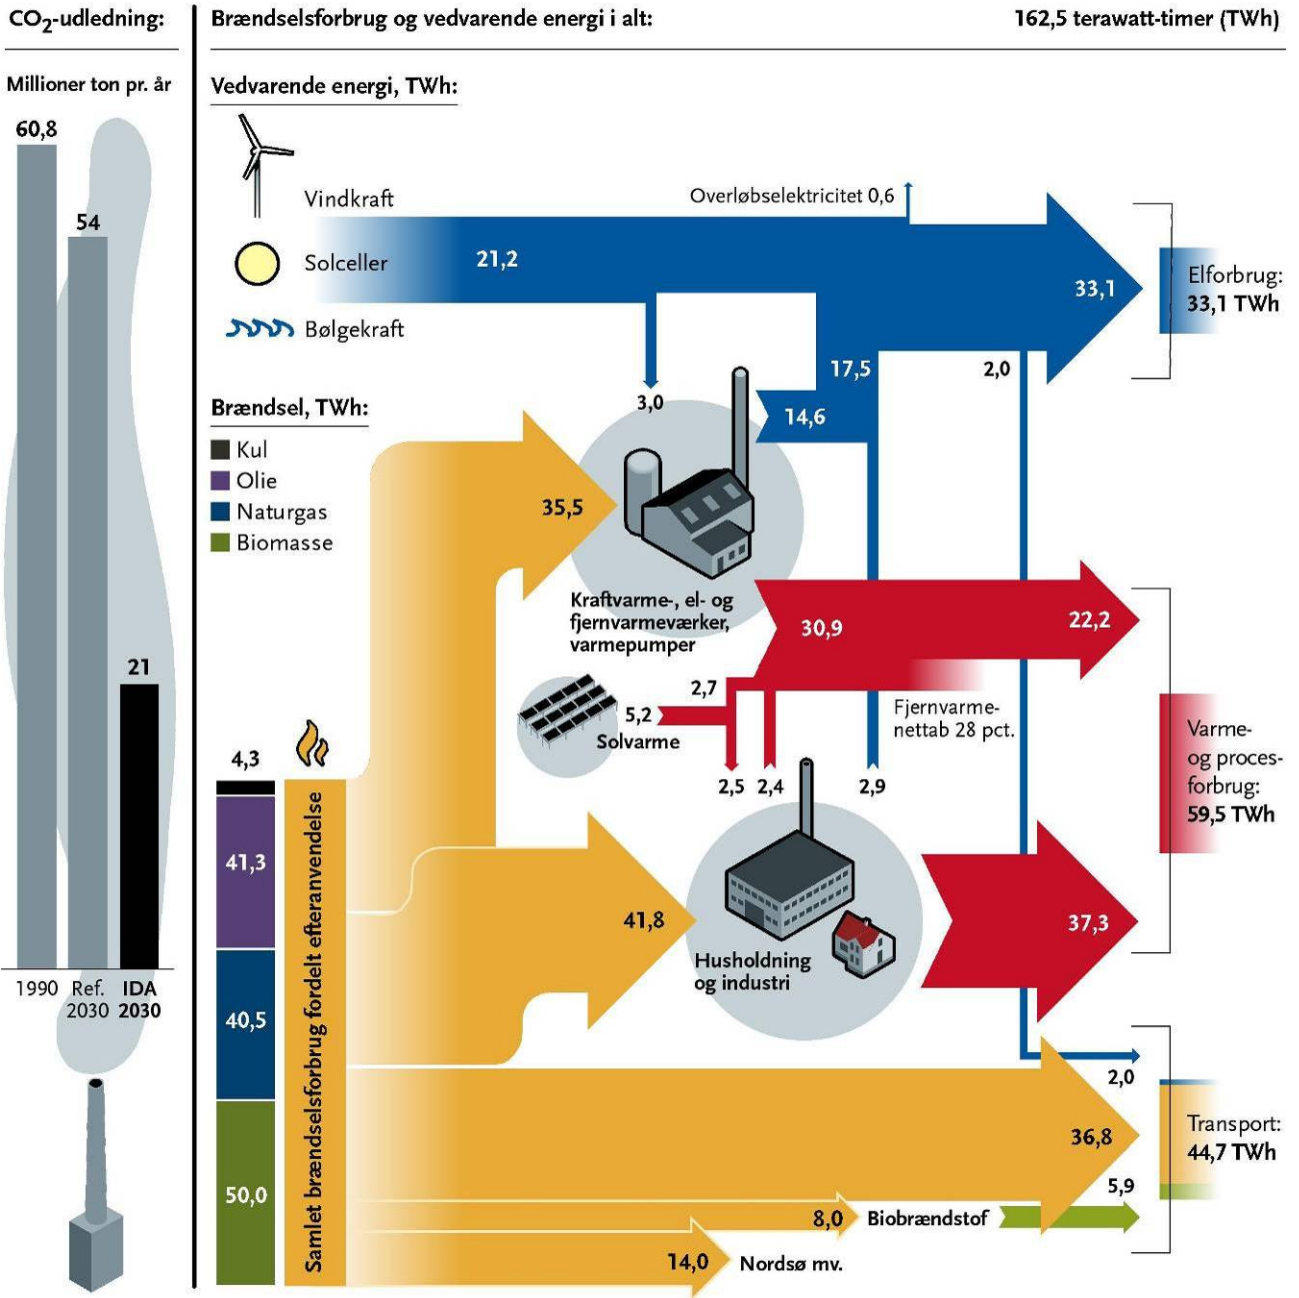 CO2-udledning:
Millioner ton pr. år
60,8
54
21
1990
Ref.
2030
IDA
2030
Brændselsforbrug og vedvarende energi i alt:
162,5 terawatt-timer (TWh)
Vedvarende energi, TWh:
Vindkraft
Solceller
Bølgekraft
Overløbselektricitet 0,6
21,2
33,1
Elforbrug:
33,1 TWh
17,5
2,0
3,0
14,6
Brændsel, TWh:
Kul
Olie
Naturgas
Biomasse
35,5
Kraftvarme-, el- og
fjernvarmeværker,
varmepumper
30,9
22,2
2,7
5,2
Solvarme
Fjernvarme-
nettab 28 pct.
2,5
2,4
2,9
Varme-
og proces-
forbrug:
59,5 TWh
4,3
41,3
40,5
50,0
Samlet brændselsforbrug fordelt efteranvendelse
41,8
Husholdning
og industri
37,3
2,0
36,8
Transport:
44,7 TWh
5,9
8,0
Biobrændstof
14,0
Nordsø mv.